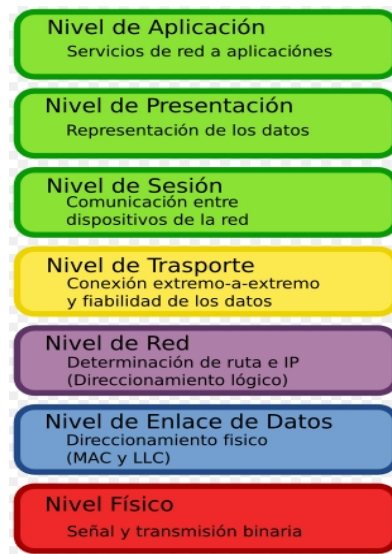 Nivel de Aplicación
Servicios de red a aplicaciónes
Nivel de Presentación
Representación de los datos
Nivel de Sesión
Comunicación entre
dispositivos de la red
Nivel de Trasporte
Conexión extremo-a-extremo
y fiabilidad de los datos
Nivel de Red
Determinación de ruta e IP
(Direccionamiento lógico)
Nivel de Enlace de Datos
Direccionamiento fisico
(MAC y LLC)
Nivel Físico
Señal y transmisión binaria